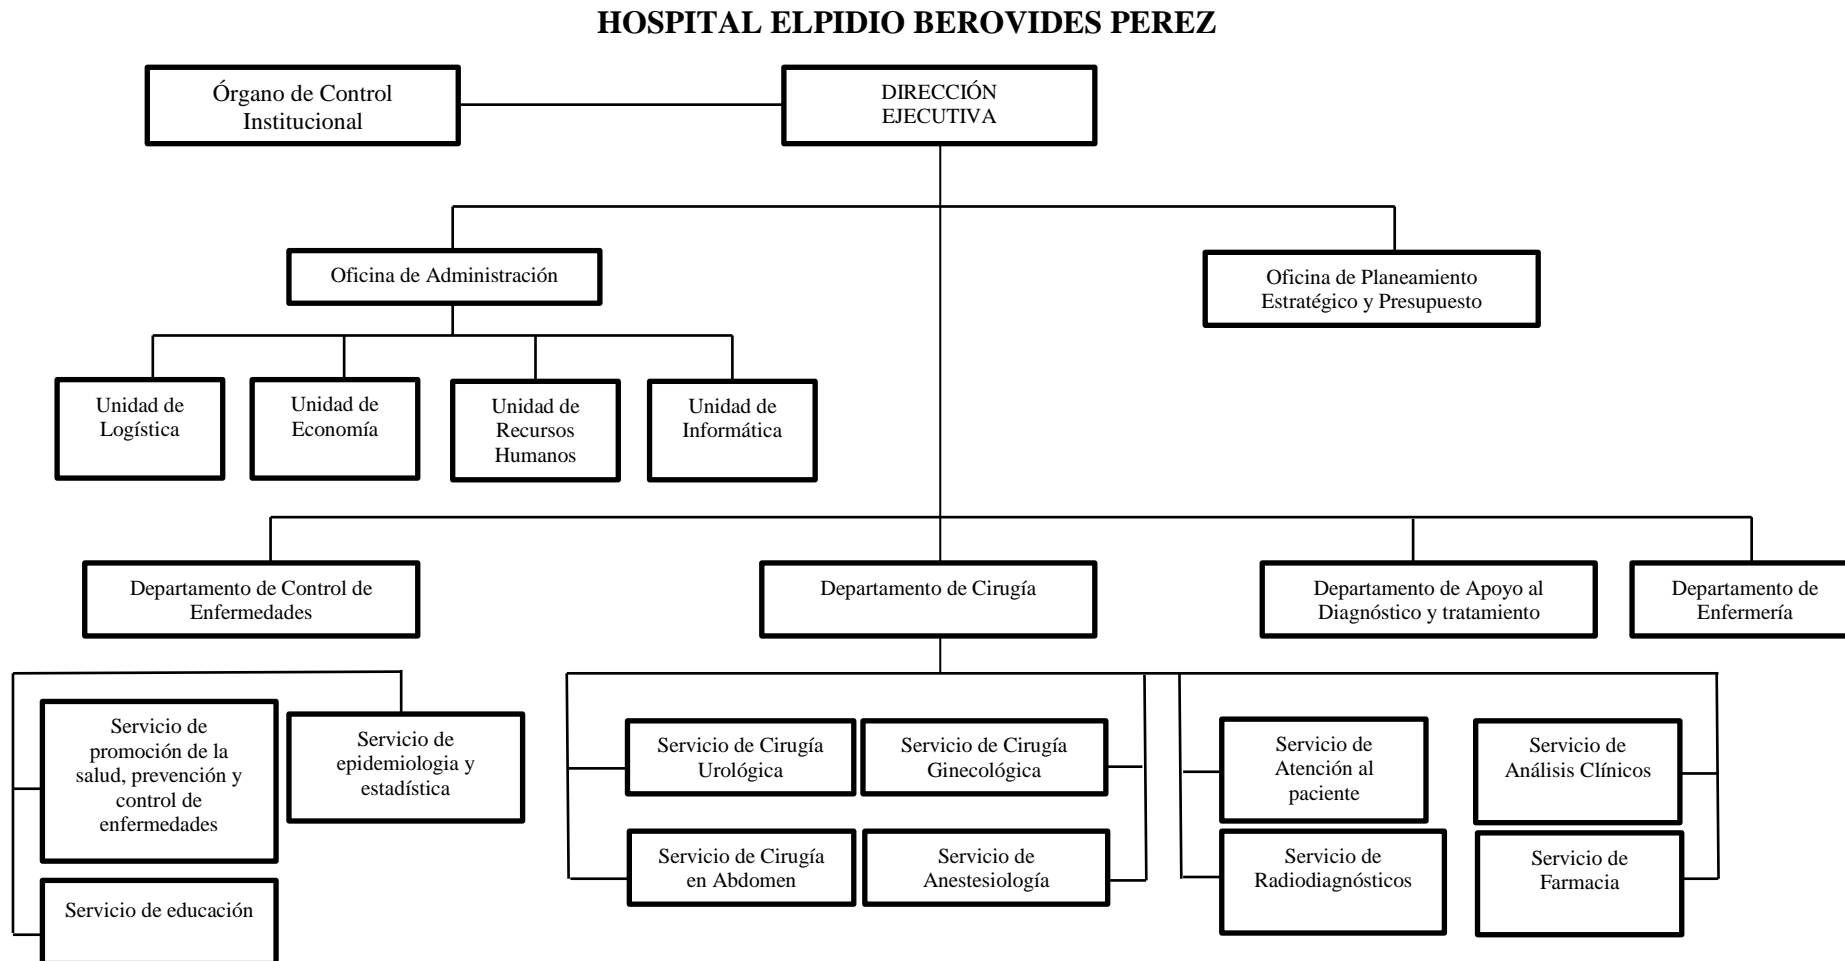 HOSPITAL ELPIDIO BEROVIDES PEREZ
Órgano de Control
Institucional
DIRECCIÓN
EJECUTIVA
Oficina de Administración
Oficina de Planeamiento
Estratégico y Presupuesto
Unidad de
Logística
Unidad de
Economía
Unidad de
Recursos
Humanos
Unidad de
Informática
Departamento de Control de
Enfermedades
Departamento de Cirugía
Departamento de Apoyo al
Diagnóstico y tratamiento
Departamento de
Enfermería
Servicio de
promoción de la
salud, prevención y
control de
enfermedades
Servicio de
epidemiologia y
estadística
Servicio de Cirugía
Urológica
Servicio de Cirugía
Ginecológica
Servicio de
Atención al
paciente
Servicio de
Análisis Clínicos
Servicio de educación
Servicio de Cirugía
en Abdomen
Servicio de
Anestesiología
Servicio de
Radiodiagnósticos
Servicio de
Farmacia